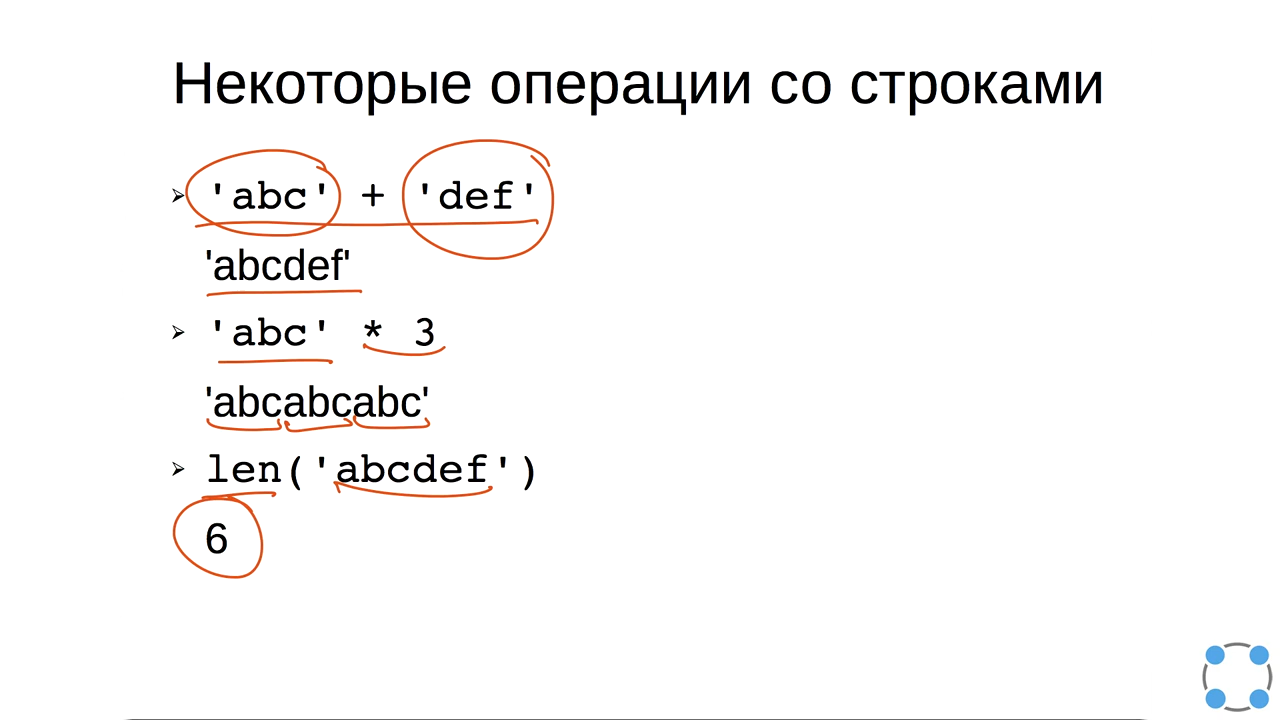 Некоторые операции со строками
'abc' + 'def'
'abcdef'
'abc' * 3
'abcabcabc'
len('abcdef')
6